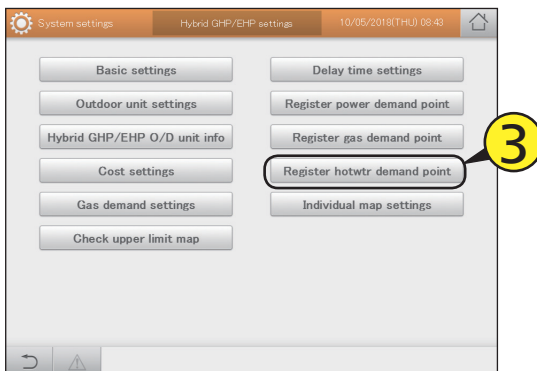 System settings
Hybrid GHP/EHP settings
10/05/2018(THU) 08:43
Basic settings
Outdoor unit settings
Hybrid GHP/EHP O/D unit info
Cost settings
Gas demand settings
Check upper limit map
Delay time settings
Register power demand point
Register gas demand point
Register hotwtr demand point
Individual map settings
3